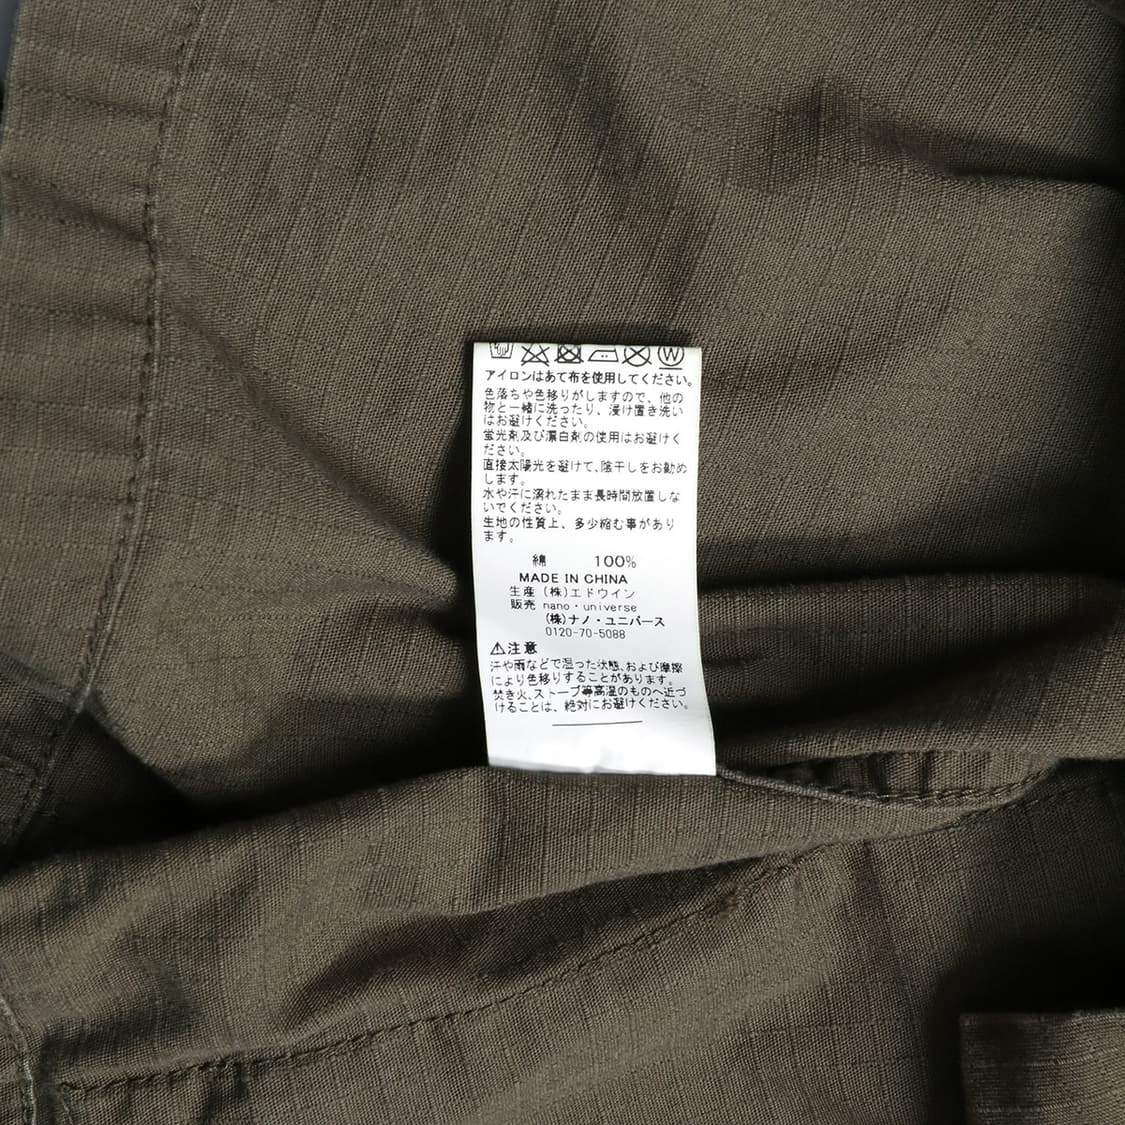 W
アイロンはあて布を使用してください。
色落ちや色移りがしますので、他の
物と一緒に洗ったり、浸け置き洗い
はお避けください。
蛍光剤及び漂白剤の使用はお避けく
ださい。
直接太陽光を避けて、陰干しをお勧め
します。
水や汗に濡れたまま長時間放置しな
いでください。
生地の性質上、多少縮む事があり
ます。
綿 100%
MADE IN CHINA
生産 (株)エドウイン
販売 nano・universe
(株)ナノ・ユニバース
0120-70-5088
⚠注意
汗や雨などで湿った状態、および摩擦
により色移りすることがあります。
焚き火、ストーブ等高温のものへ近づ
けることは、絶対にお避けください。